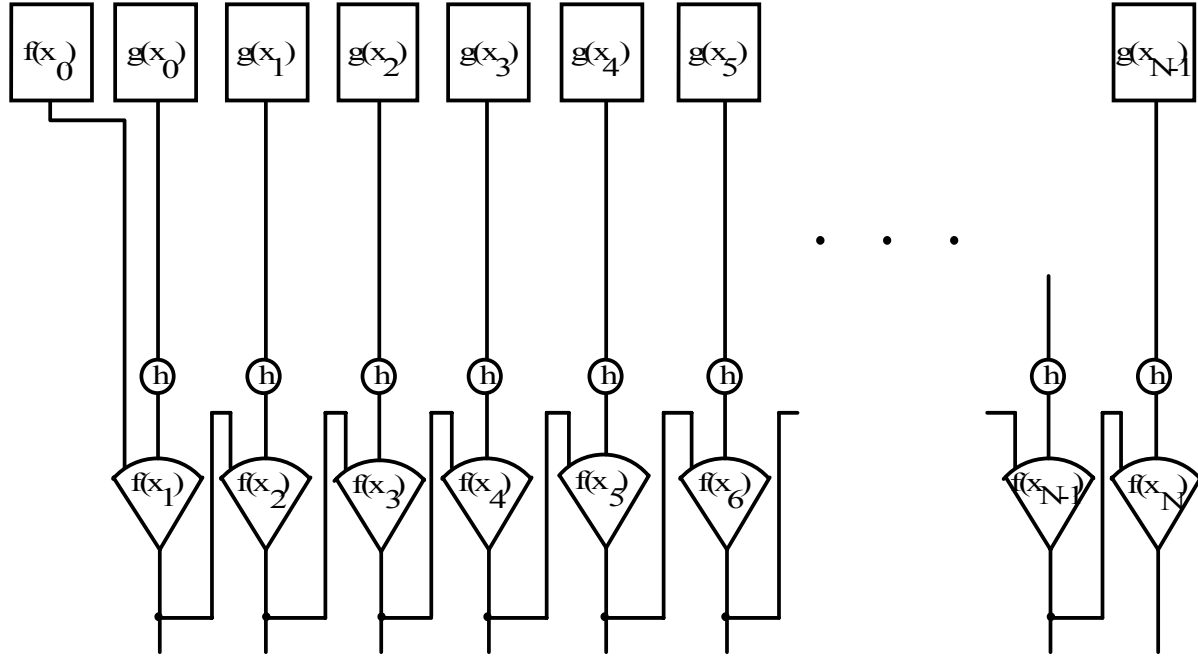 f(x0) g(x0) g(x1) g(x2) g(x3) g(x4) g(x5) g(xN-1)
h h h h h h h h
f(x1) f(x2) f(x3) f(x4) f(x5) f(x6) f(xN-1) f(xN)